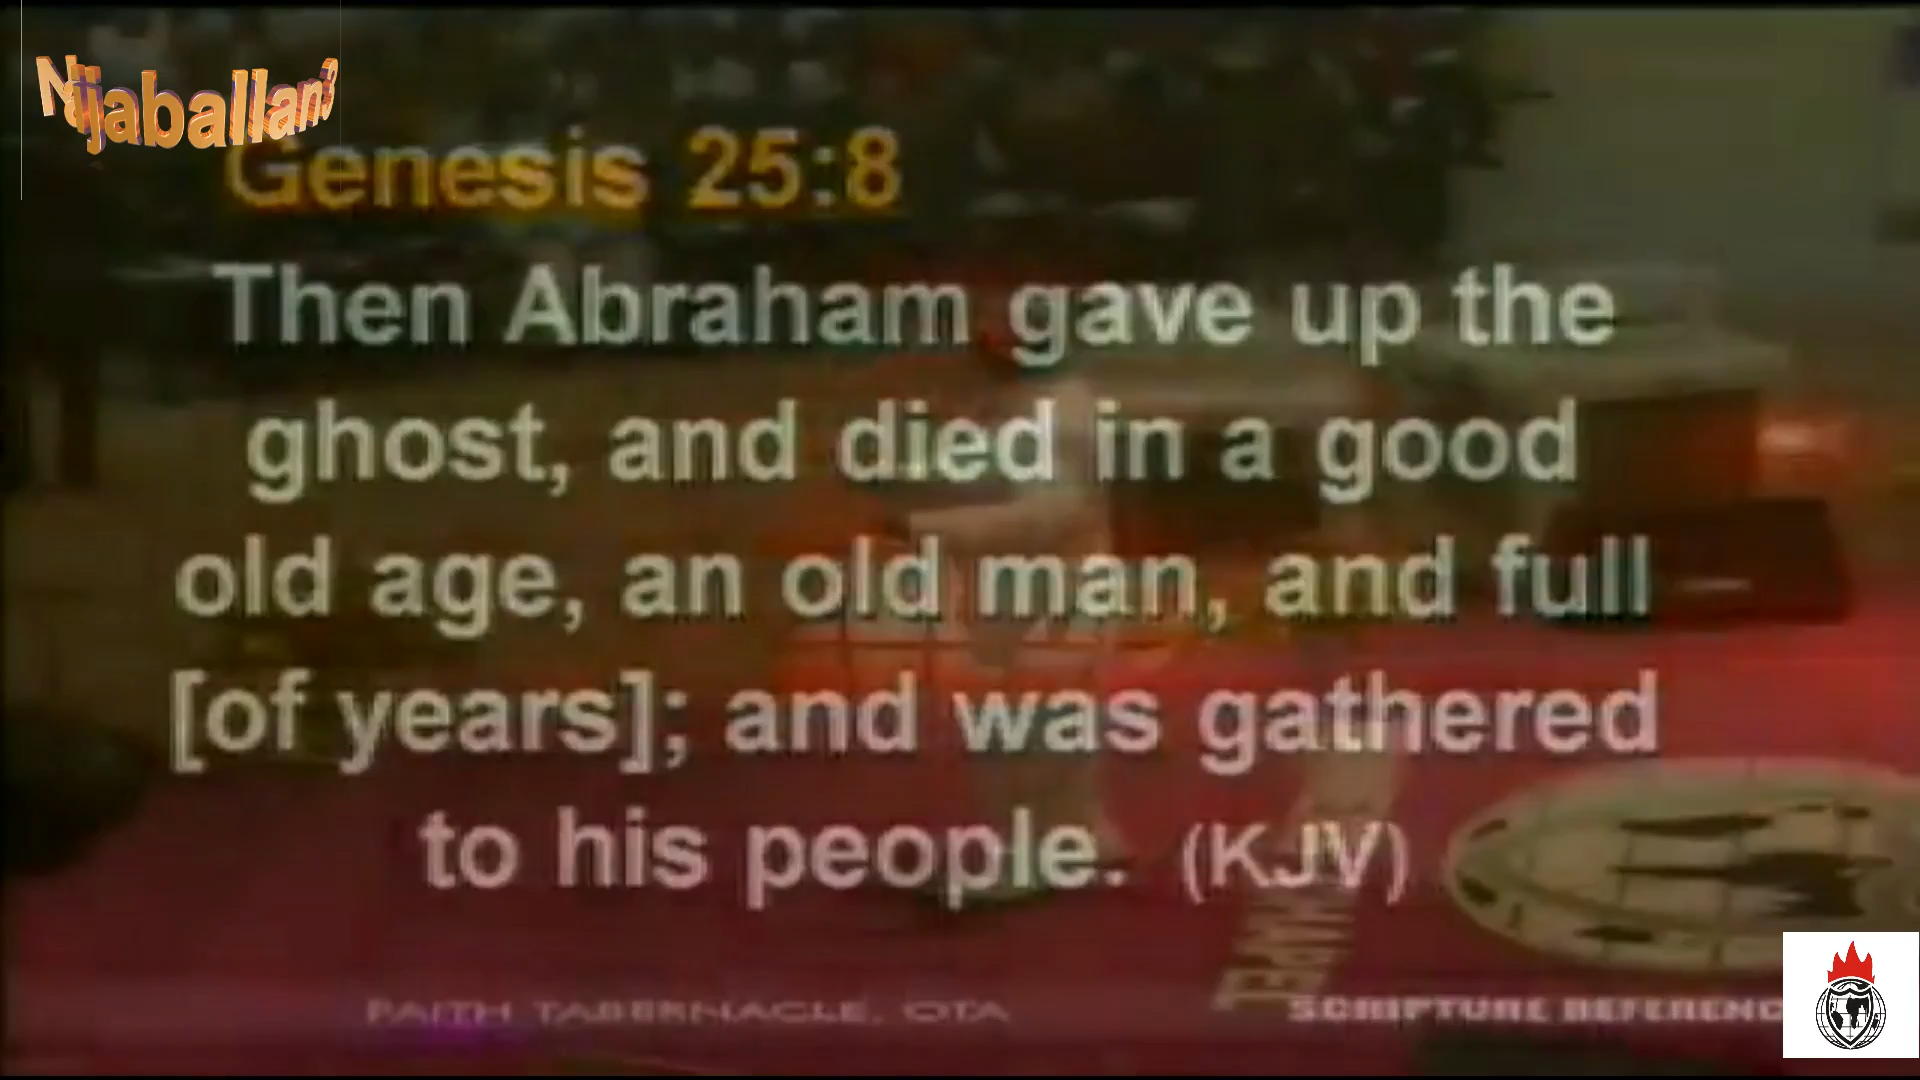 Genesis 25:8
Then Abraham gave up the
ghost, and died in a good
old age, an old man, and full
[of years]; and was gathered
to his people. (KJV)
FAITH TABERNACLE, OTA
SCRIPTURE REFERENC